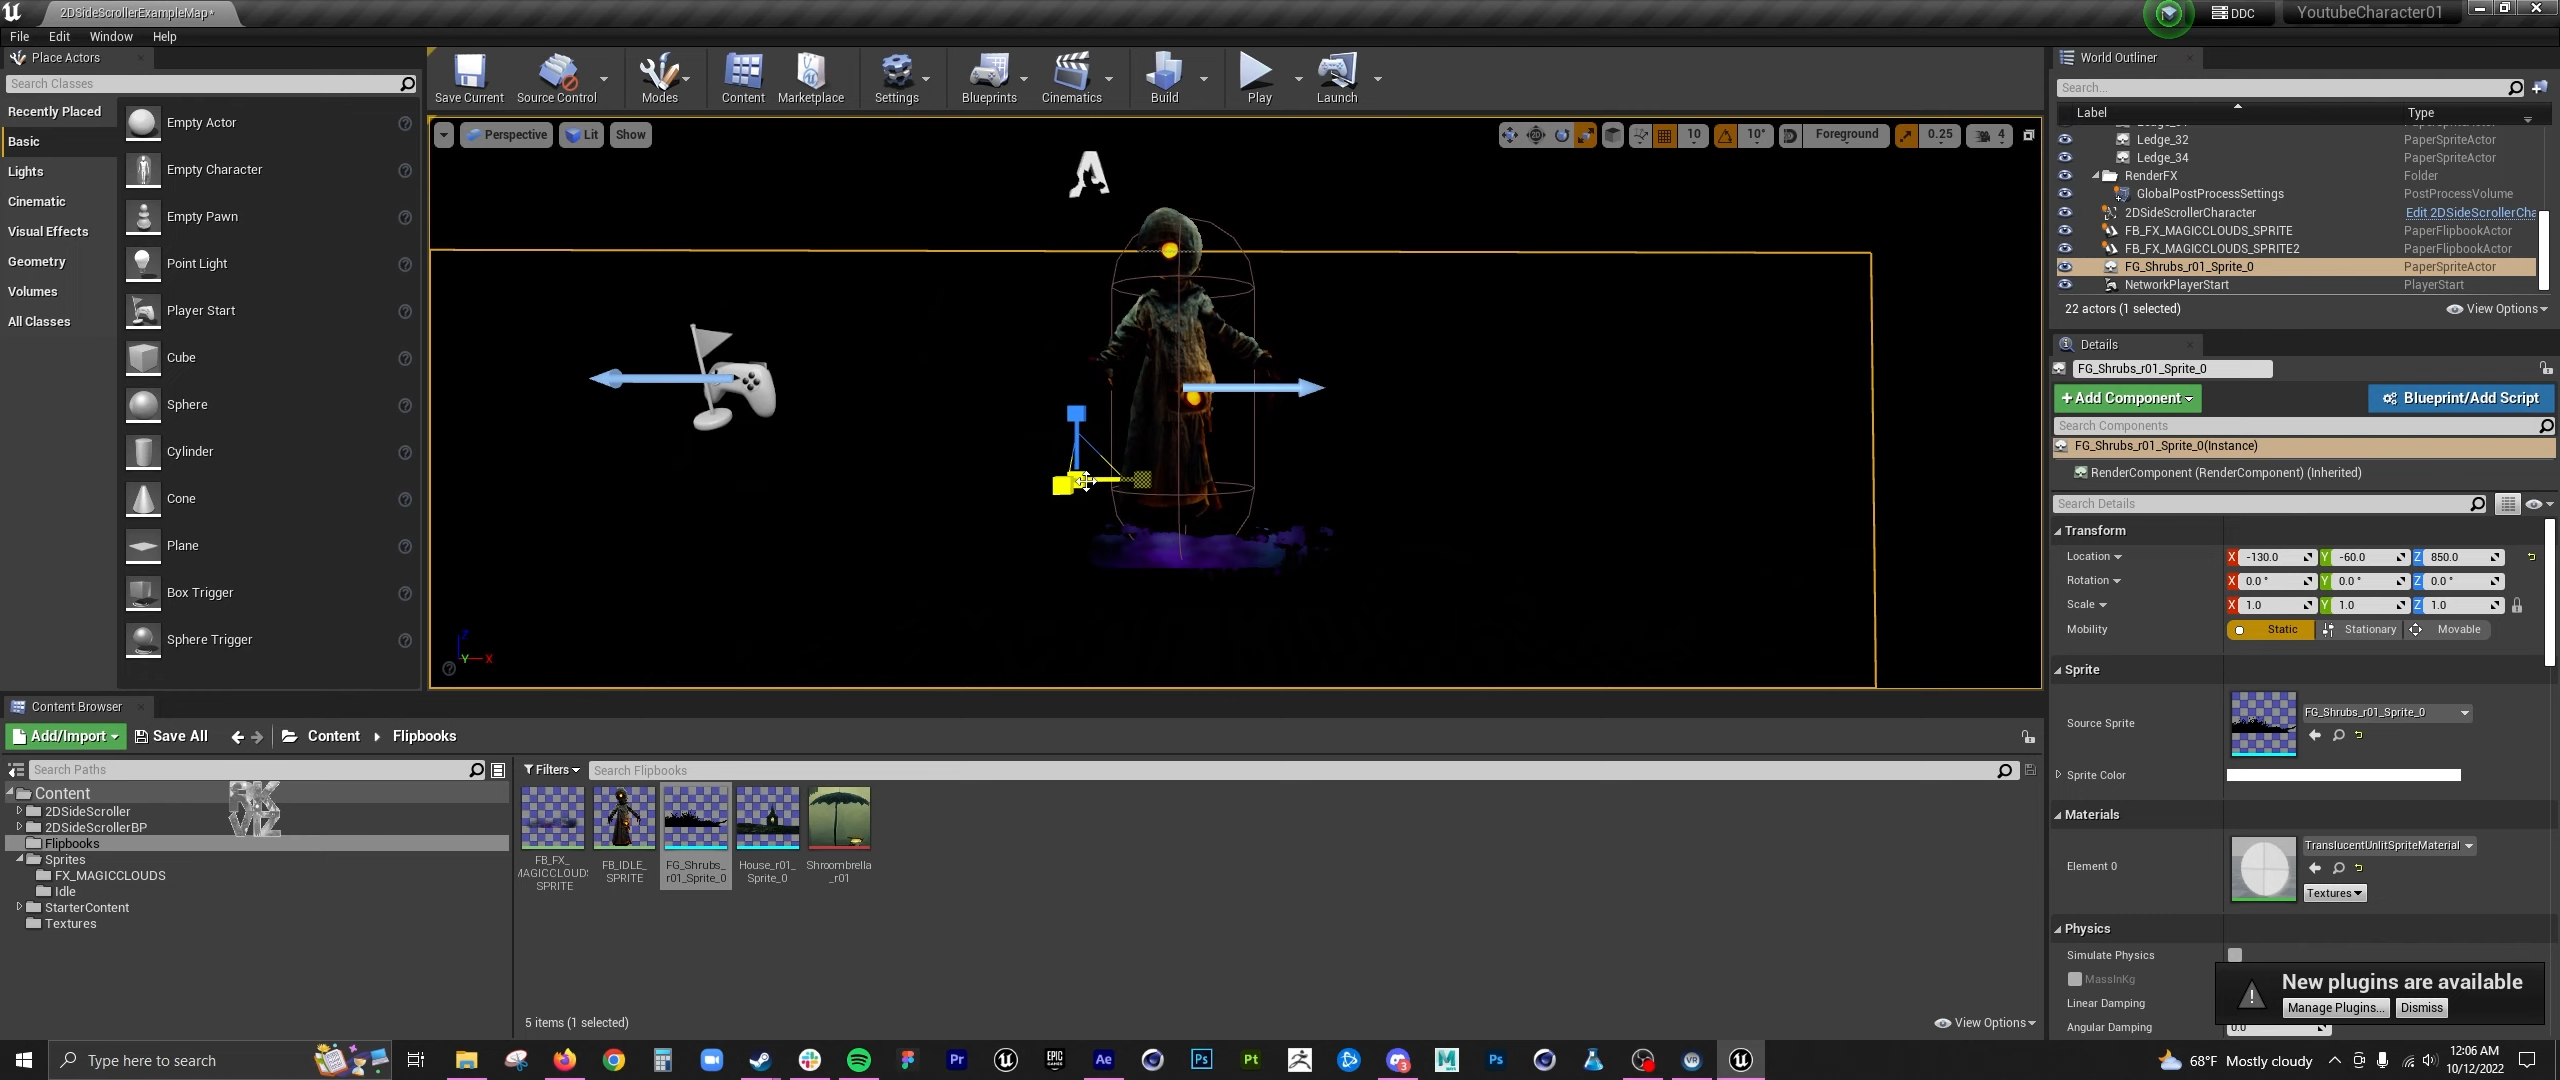 2DSideScrollerExampleMap*
DDC
YoutubeCharacter01
File Edit Window Help
Place Actors
Search Classes
Recently Placed
Basic
Lights
Cinematic
Visual Effects
Geometry
Volumes
All Classes
Empty Actor
Empty Character
Empty Pawn
Point Light
Player Start
Cube
Sphere
Cylinder
Cone
Plane
Box Trigger
Sphere Trigger
Save Current Source Control Modes Content Marketplace Settings Blueprints Cinematics Build Play Launch
Perspective Lit Show
10 10° Foreground 0.25 4
Z
Y X
World Outliner
Search...
Label Type
Ledge_32 PaperSpriteActor
Ledge_34 PaperSpriteActor
RenderFX Folder
GlobalPostProcessSettings PostProcessVolume
2DSideScrollerCharacter Edit 2DSideScrollerCha
FB_FX_MAGICCLOUDS_SPRITE PaperFlipbookActor
FB_FX_MAGICCLOUDS_SPRITE2 PaperFlipbookActor
FG_Shrubs_r01_Sprite_0 PaperSpriteActor
NetworkPlayerStart PlayerStart
22 actors (1 selected) View Options
Details
FG_Shrubs_r01_Sprite_0
+Add Component Blueprint/Add Script
Search Components
FG_Shrubs_r01_Sprite_0(Instance)
RenderComponent (RenderComponent) (Inherited)
Search Details
Transform
Location X -130.0 Y -60.0 Z 850.0
Rotation X 0.0 ° Y 0.0 ° Z 0.0 °
Scale X 1.0 Y 1.0 Z 1.0
Mobility Static Stationary Movable
Sprite
Source Sprite FG_Shrubs_r01_Sprite_0
Sprite Color
Materials
Element 0 TranslucentUnlitSpriteMaterial
Textures
Physics
Simulate Physics
MassInKg
Linear Damping
Angular Damping 0.0
New plugins are available
Manage Plugins... Dismiss
Content Browser
Add/Import Save All Content Flipbooks
Search Paths
Content
2DSideScroller
2DSideScrollerBP
Flipbooks
Sprites
FX_MAGICCLOUDS
Idle
StarterContent
Textures
Filters Search Flipbooks
FB_FX_
MAGICCLOUD:
SPRITE
FB_IDLE_
SPRITE
FG_Shrubs_
r01_Sprite_0
House_r01_
Sprite_0
Shroombrella
_r01
5 items (1 selected) View Options
Type here to search
68°F Mostly cloudy
12:06 AM
10/12/2022